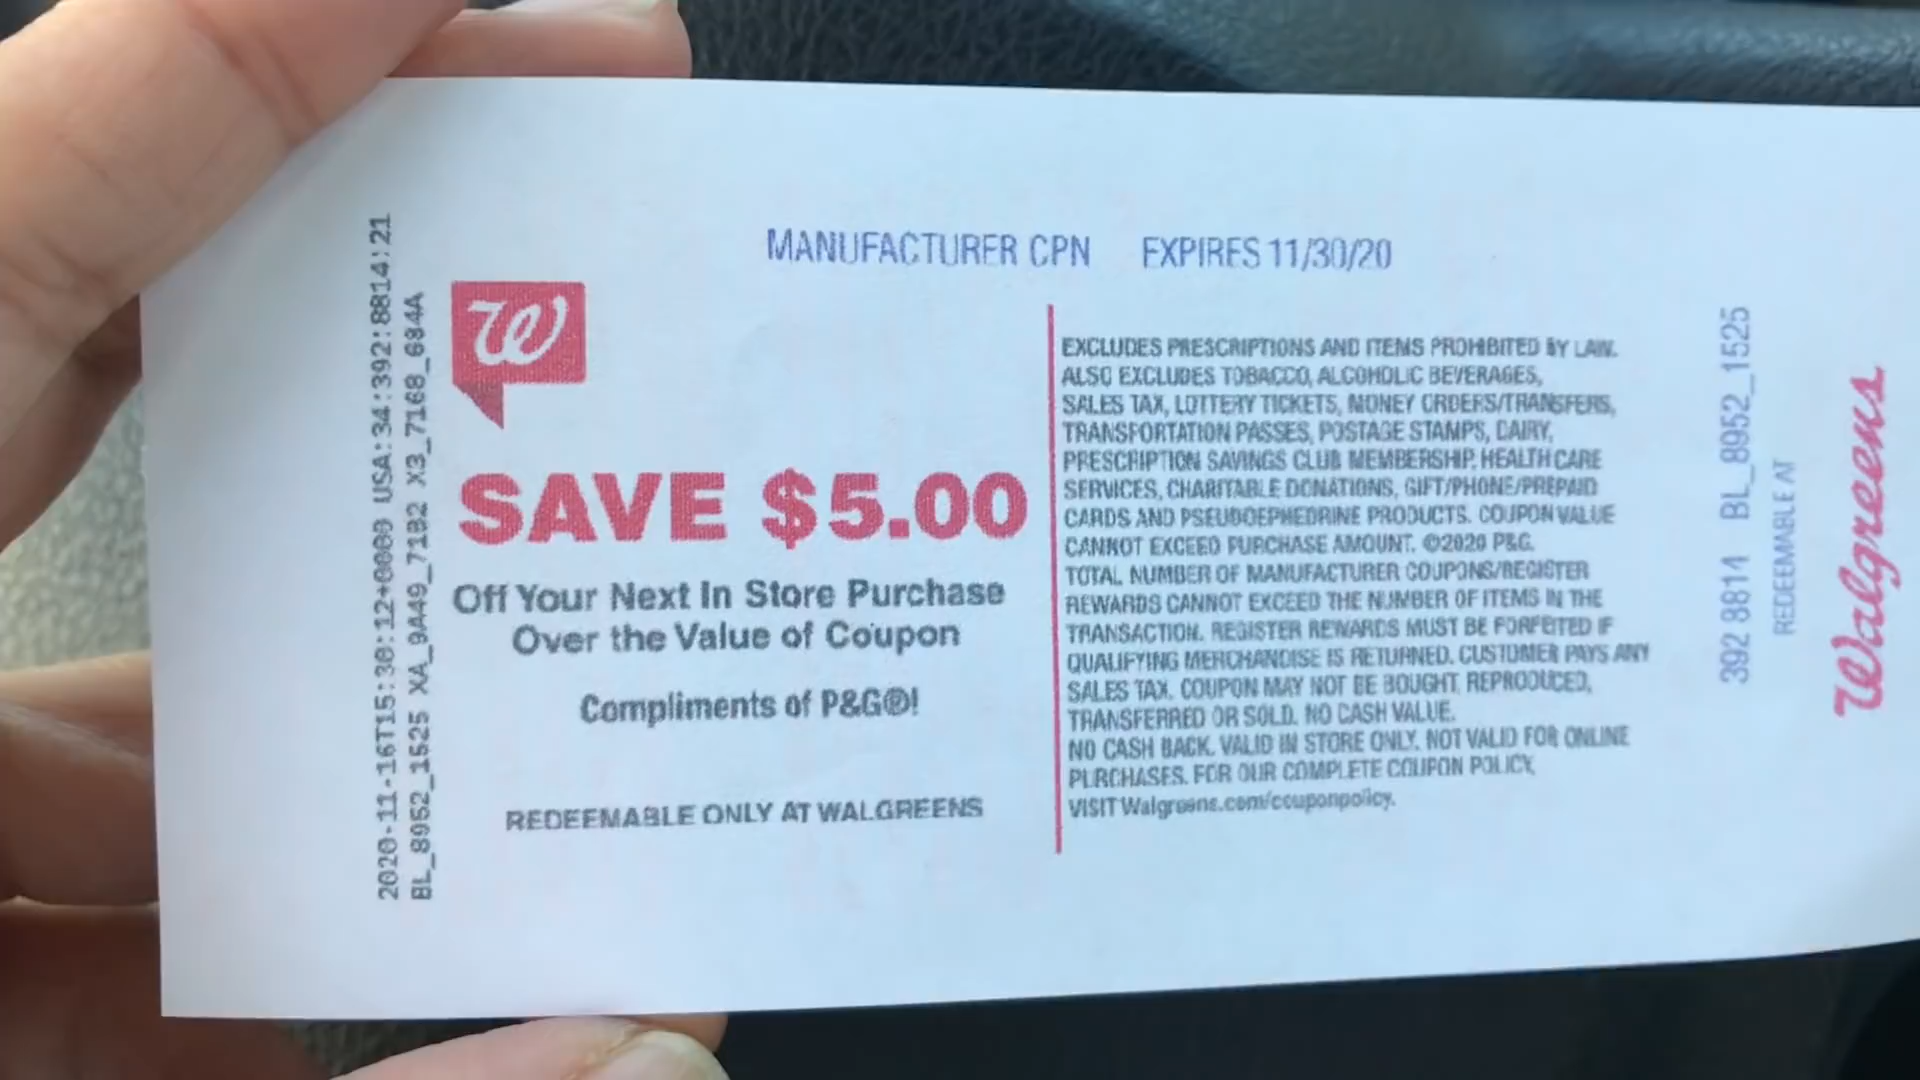 2020-11-16T15:30:12+0000 USA:34:392:8814:21
BL_8952_1525 XA_9A49_71B2 X3_7168_684A
MANUFACTURER CPN EXPIRES 11/30/20
W
SAVE $5.00
Off Your Next In Store Purchase
Over the Value of Coupon
Compliments of P&G®!
REDEEMABLE ONLY AT WALGREENS
EXCLUDES PRESCRIPTIONS AND ITEMS PROHIBITED BY LAW.
ALSO EXCLUDES TOBACCO, ALCOHOLIC BEVERAGES,
SALES TAX, LOTTERY TICKETS, MONEY ORDERS/TRANSFERS,
TRANSPORTATION PASSES, POSTAGE STAMPS, DAIRY,
PRESCRIPTION SAVINGS CLUB MEMBERSHIP, HEALTH CARE
SERVICES, CHARITABLE DONATIONS, GIFT/PHONE/PREPAID
CARDS AND PSEUDOEPHEDRINE PRODUCTS. COUPON VALUE
CANNOT EXCEED PURCHASE AMOUNT. ©2020 P&G.
TOTAL NUMBER OF MANUFACTURER COUPONS/REGISTER
REWARDS CANNOT EXCEED THE NUMBER OF ITEMS IN THE
TRANSACTION. REGISTER REWARDS MUST BE FORFEITED IF
QUALIFYING MERCHANDISE IS RETURNED. CUSTOMER PAYS ANY
SALES TAX. COUPON MAY NOT BE BOUGHT, REPRODUCED,
TRANSFERRED OR SOLD. NO CASH VALUE.
NO CASH BACK. VALID IN STORE ONLY. NOT VALID FOR ONLINE
PURCHASES. FOR OUR COMPLETE COUPON POLICY,
VISIT Walgreens.com/couponpolicy.
392 8814 BL_8952_1525
REDEEMABLE AT
Walgreens